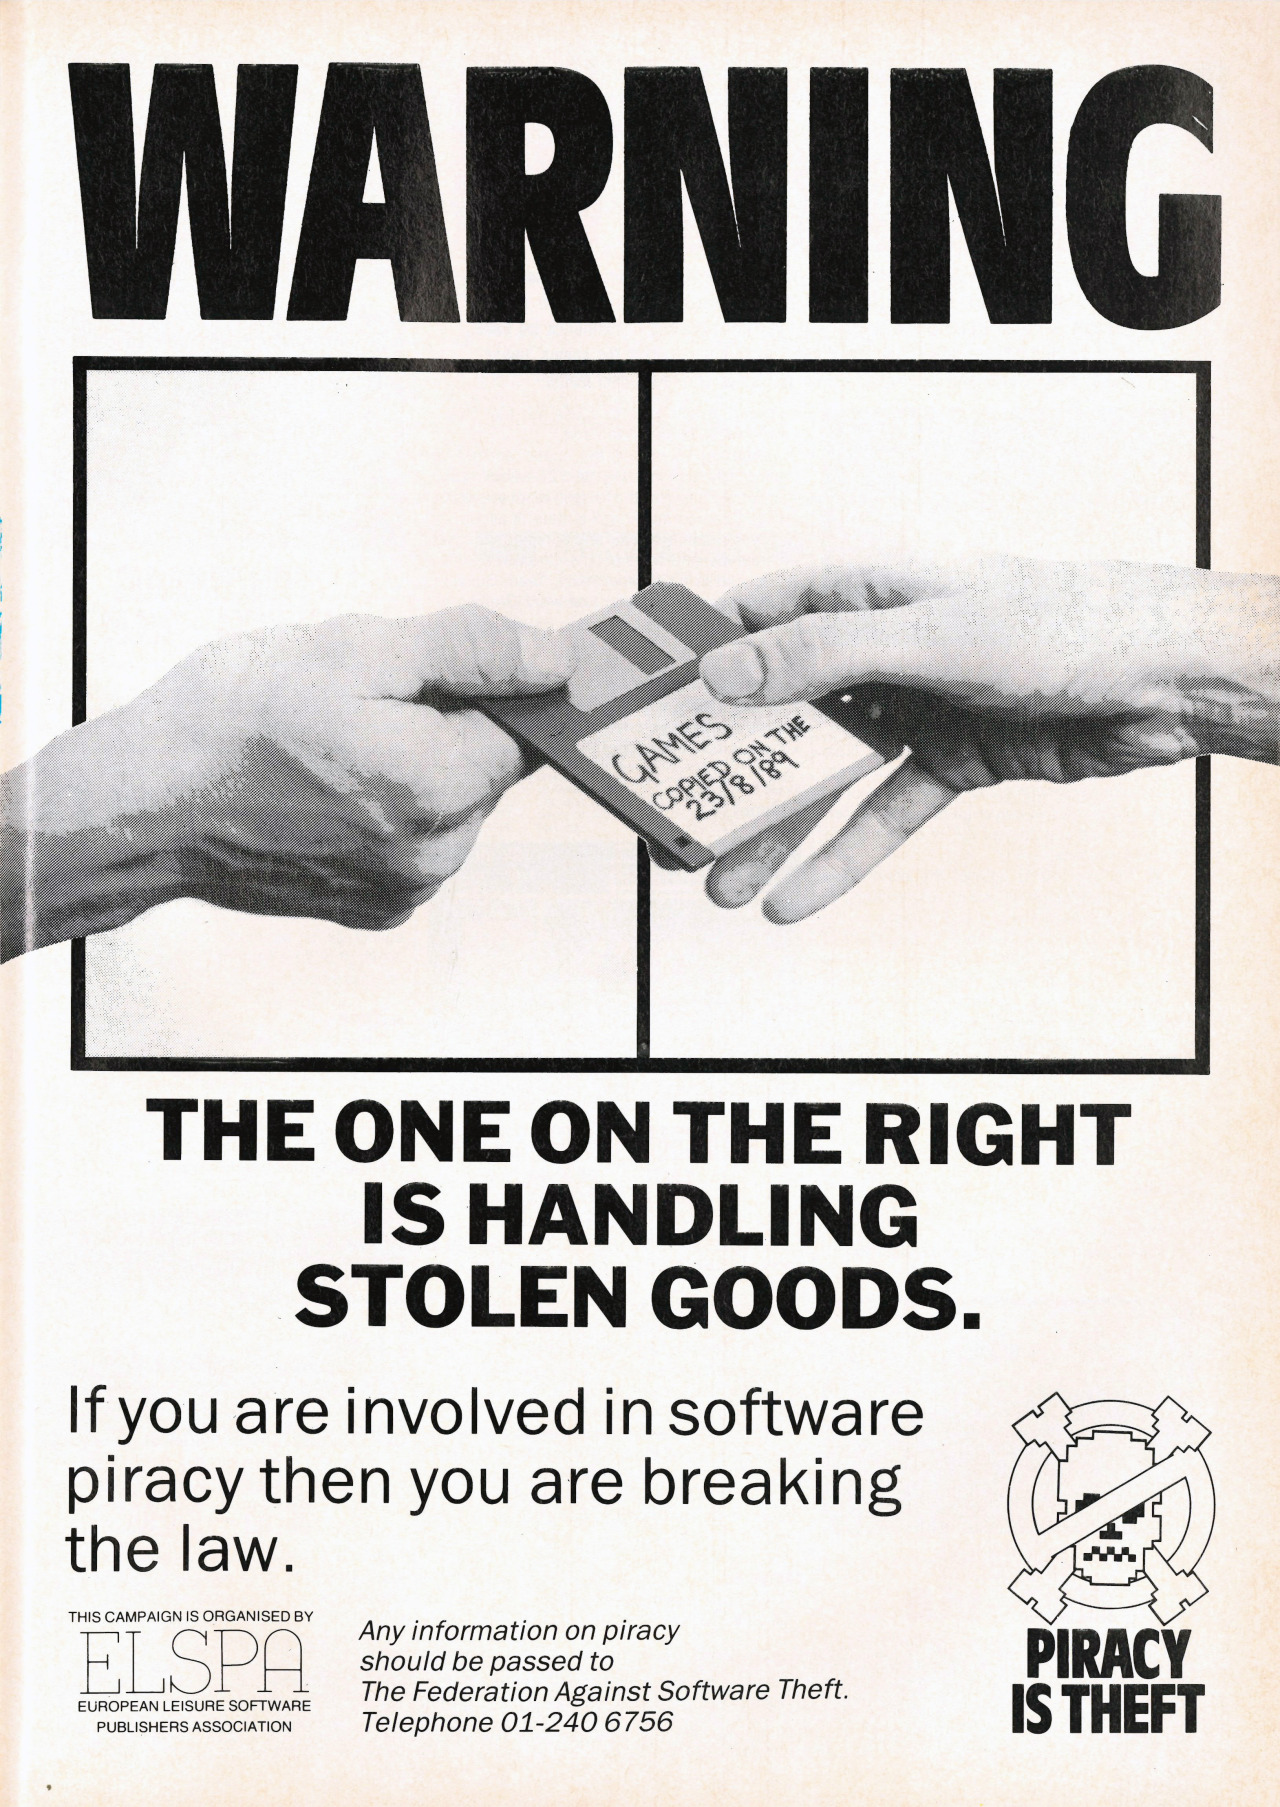 WARNING
GAMES
COPIED ON THE
23/8/89
THE ONE ON THE RIGHT
IS HANDLING
STOLEN GOODS.
If you are involved in software
piracy then you are breaking
the law.
THIS CAMPAIGN IS ORGANISED BY
ELSPA
EUROPEAN LEISURE SOFTWARE
PUBLISHERS ASSOCIATION
Any information on piracy
should be passed to
The Federation Against Software Theft.
Telephone 01-240 6756
PIRACY
IS THEFT